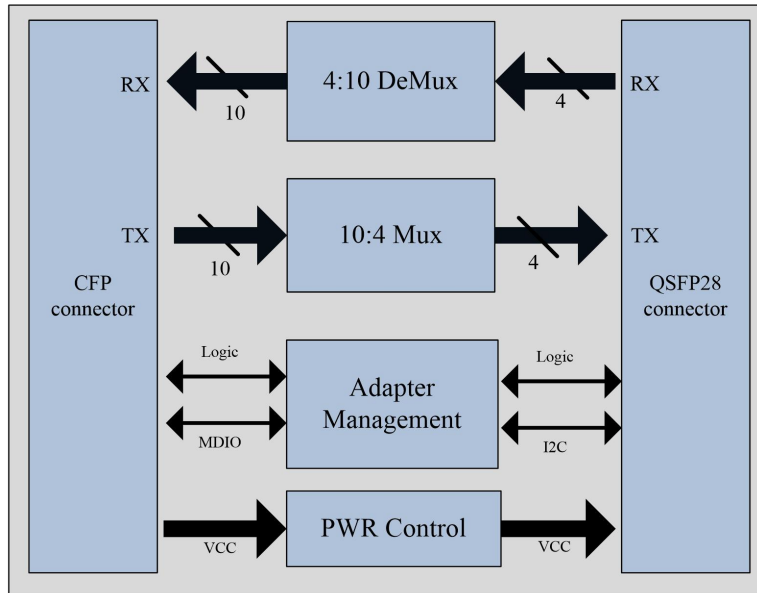 RX
10
4:10 DeMux
4
RX
TX
10
10:4 Mux
4
TX
CFP
connector
QSFP28
connector
Logic
MDIO
Adapter
Management
Logic
I2C
VCC
PWR Control
VCC